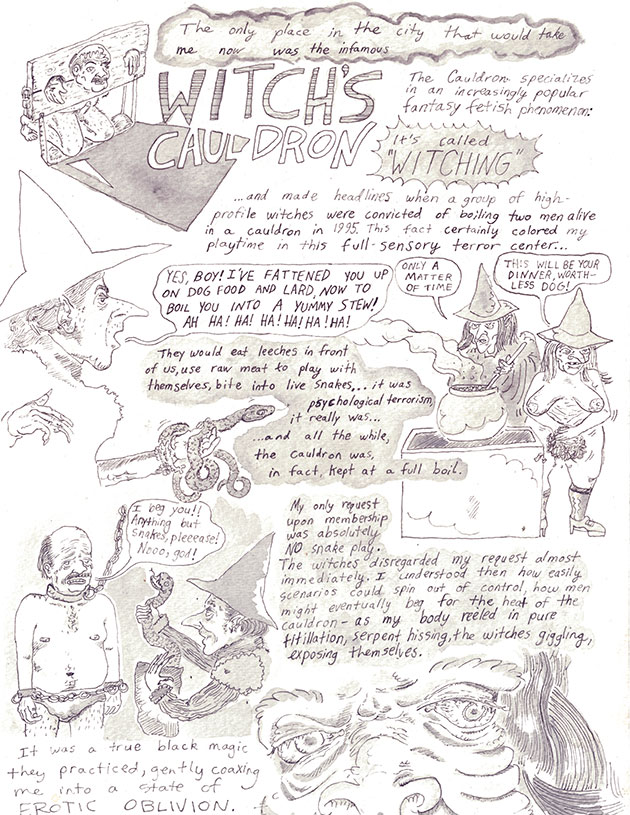 The only place in the city that would take
me now was the infamous
WITCH'S
CAULDRON
The Cauldron specializes
in an increasingly popular
fantasy fetish phenomenon:
It's called
"WITCHING"
...and made headlines when a group of high-
profile witches were convicted of boiling two men alive
in a cauldron in 1995. This fact certainly colored my
playtime in this full-sensory terror center...
YES, BOY! I'VE FATTENED YOU UP
ON DOG FOOD AND LARD, NOW TO
BOIL YOU INTO A YUMMY STEW!
AH HA! HA! HA! HA! HA! HA!
ONLY A
MATTER
OF TIME
THIS WILL BE YOUR
DINNER, WORTH-
LESS DOG!
They would eat leeches in front
of us, use raw meat to play with
themselves, bite into live snakes,... it was
psychological terrorism,
it really was...
...and all the while,
the cauldron was,
in fact, kept at a full boil.
I beg you!!
Anything but
snakes, pleeease!
Nooo, god!
My only request
upon membership
was absolutely
NO snake play.
The witches disregarded my request almost
immediately. I understood then how easily
scenarios could spin out of control, how men
might eventually beg for the heat of the
cauldron - as my body reeled in pure
titillation, serpent hissing, the witches giggling,
exposing themselves.
It was a true black magic
they practiced, gently coaxing
me into a state of
EROTIC OBLIVION.